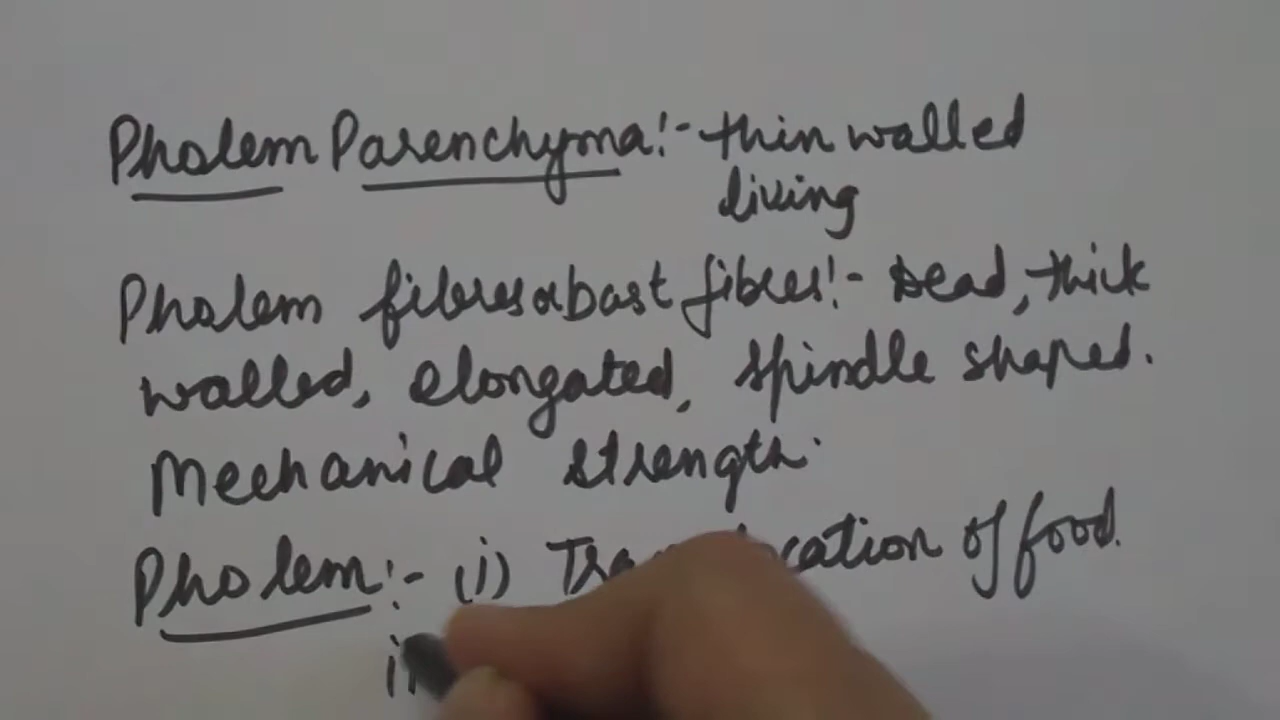 Pholem Parenchyma:- thin walled
living
Pholem fibres or bast fibres:- Dead, thick
walled, elongated, spindle shaped.
Mechanical strength.
Pholem:- (i) of food.